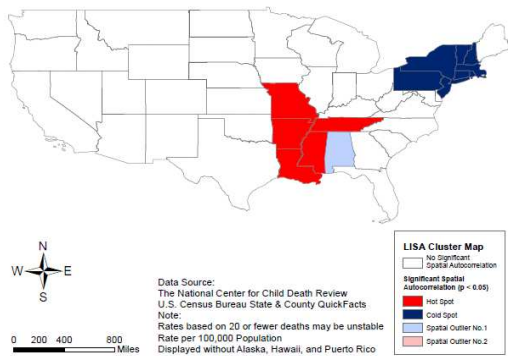 N
W E
S
0 200 400 800
Miles
Data Source:
The National Center for Child Death Review
U.S. Census Bureau State & County QuickFacts
Note:
Rates based on 20 or fewer deaths may be unstable
Rate per 100,000 Population
Displayed without Alaska, Hawaii, and Puerto Rico
LISA Cluster Map
No Significant
Spatial Autocorrelation
Significant Spatial
Autocorrelation (p < 0.05)
Hot Spot
Cold Spot
Spatial Outlier No.1
Spatial Outlier No.2